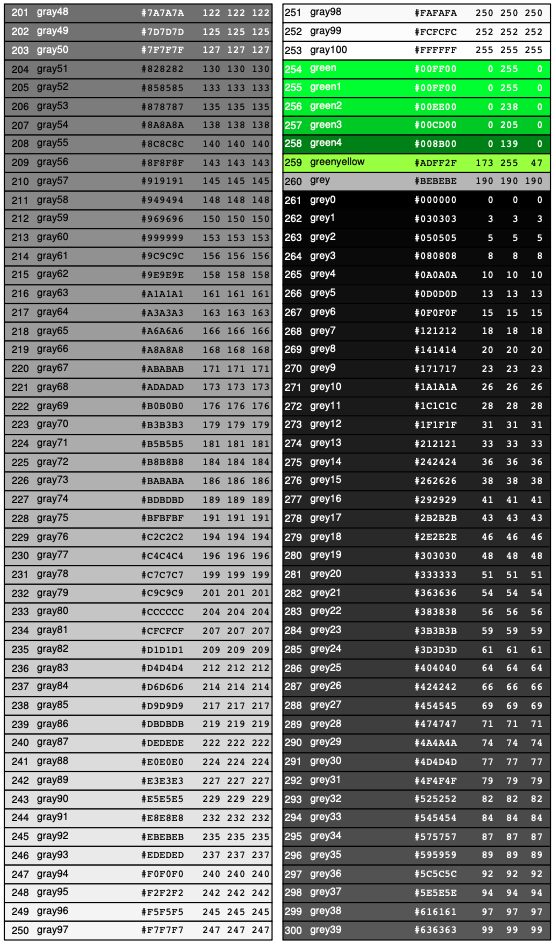 201 gray48 #7A7A7A 122 122 122
202 gray49 #7D7D7D 125 125 125
203 gray50 #7F7F7F 127 127 127
204 gray51 #828282 130 130 130
205 gray52 #858585 133 133 133
206 gray53 #878787 135 135 135
207 gray54 #8A8A8A 138 138 138
208 gray55 #8C8C8C 140 140 140
209 gray56 #8F8F8F 143 143 143
210 gray57 #919191 145 145 145
211 gray58 #949494 148 148 148
212 gray59 #969696 150 150 150
213 gray60 #999999 153 153 153
214 gray61 #9C9C9C 156 156 156
215 gray62 #9E9E9E 158 158 158
216 gray63 #A1A1A1 161 161 161
217 gray64 #A3A3A3 163 163 163
218 gray65 #A6A6A6 166 166 166
219 gray66 #A8A8A8 168 168 168
220 gray67 #ABABAB 171 171 171
221 gray68 #ADADAD 173 173 173
222 gray69 #B0B0B0 176 176 176
223 gray70 #B3B3B3 179 179 179
224 gray71 #B5B5B5 181 181 181
225 gray72 #B8B8B8 184 184 184
226 gray73 #BABABA 186 186 186
227 gray74 #BDBDBD 189 189 189
228 gray75 #BFBFBF 191 191 191
229 gray76 #C2C2C2 194 194 194
230 gray77 #C4C4C4 196 196 196
231 gray78 #C7C7C7 199 199 199
232 gray79 #C9C9C9 201 201 201
233 gray80 #CCCCCC 204 204 204
234 gray81 #CFCFCF 207 207 207
235 gray82 #D1D1D1 209 209 209
236 gray83 #D4D4D4 212 212 212
237 gray84 #D6D6D6 214 214 214
238 gray85 #D9D9D9 217 217 217
239 gray86 #DBDBDB 219 219 219
240 gray87 #DEDEDE 222 222 222
241 gray88 #E0E0E0 224 224 224
242 gray89 #E3E3E3 227 227 227
243 gray90 #E5E5E5 229 229 229
244 gray91 #E8E8E8 232 232 232
245 gray92 #EBEBEB 235 235 235
246 gray93 #EDEDED 237 237 237
247 gray94 #F0F0F0 240 240 240
248 gray95 #F2F2F2 242 242 242
249 gray96 #F5F5F5 245 245 245
250 gray97 #F7F7F7 247 247 247
251 gray98 #FAFAFA 250 250 250
252 gray99 #FCFCFC 252 252 252
253 gray100 #FFFFFF 255 255 255
254 green #00FF00 0 255 0
255 green1 #00FF00 0 255 0
256 green2 #00EE00 0 238 0
257 green3 #00CD00 0 205 0
258 green4 #008B00 0 139 0
259 greenyellow #ADFF2F 173 255 47
260 grey #BEBEBE 190 190 190
261 grey0 #000000 0 0 0
262 grey1 #030303 3 3 3
263 grey2 #050505 5 5 5
264 grey3 #080808 8 8 8
265 grey4 #0A0A0A 10 10 10
266 grey5 #0D0D0D 13 13 13
267 grey6 #0F0F0F 15 15 15
268 grey7 #121212 18 18 18
269 grey8 #141414 20 20 20
270 grey9 #171717 23 23 23
271 grey10 #1A1A1A 26 26 26
272 grey11 #1C1C1C 28 28 28
273 grey12 #1F1F1F 31 31 31
274 grey13 #212121 33 33 33
275 grey14 #242424 36 36 36
276 grey15 #262626 38 38 38
277 grey16 #292929 41 41 41
278 grey17 #2B2B2B 43 43 43
279 grey18 #2E2E2E 46 46 46
280 grey19 #303030 48 48 48
281 grey20 #333333 51 51 51
282 grey21 #363636 54 54 54
283 grey22 #383838 56 56 56
284 grey23 #3B3B3B 59 59 59
285 grey24 #3D3D3D 61 61 61
286 grey25 #404040 64 64 64
287 grey26 #424242 66 66 66
288 grey27 #454545 69 69 69
289 grey28 #474747 71 71 71
290 grey29 #4A4A4A 74 74 74
291 grey30 #4D4D4D 77 77 77
292 grey31 #4F4F4F 79 79 79
293 grey32 #525252 82 82 82
294 grey33 #545454 84 84 84
295 grey34 #575757 87 87 87
296 grey35 #595959 89 89 89
297 grey36 #5C5C5C 92 92 92
298 grey37 #5E5E5E 94 94 94
299 grey38 #616161 97 97 97
300 grey39 #636363 99 99 99